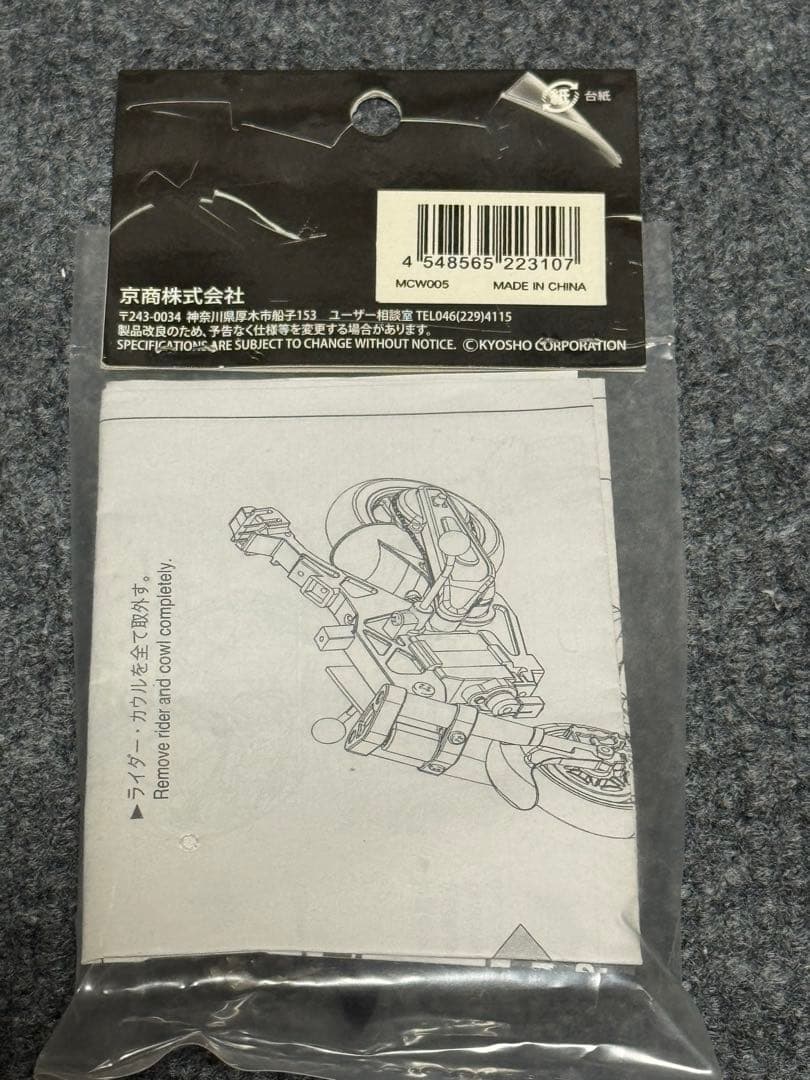 紙 台紙
4 548565 223107
MCW005 MADE IN CHINA
京商株式会社
〒243-0034 神奈川県厚木市船子153 ユーザー相談室 TEL046(229)4115
製品改良のため、予告なく仕様等を変更する場合があります。
SPECIFICATIONS ARE SUBJECT TO CHANGE WITHOUT NOTICE. ©KYOSHO CORPORATION
▶ライダー・カウルを全て取外す。
Remove rider and cowl completely.